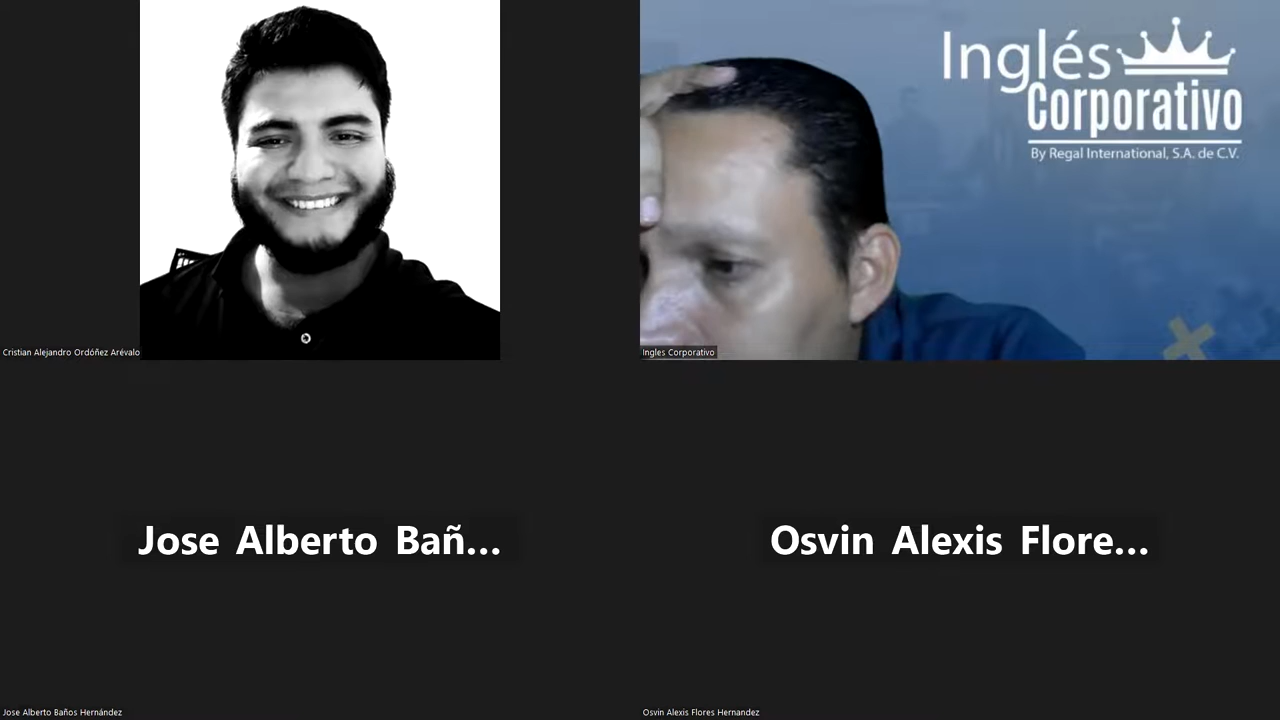 Inglés
Corporativo
By Regal International, S.A. de C.V.
Cristian Alejandro Ordóñez Arévalo
Ingles Corporativo
Jose Alberto Bañ...
Osvin Alexis Flore...
Jose Alberto Baños Hernández
Osvin Alexis Flores Hernandez